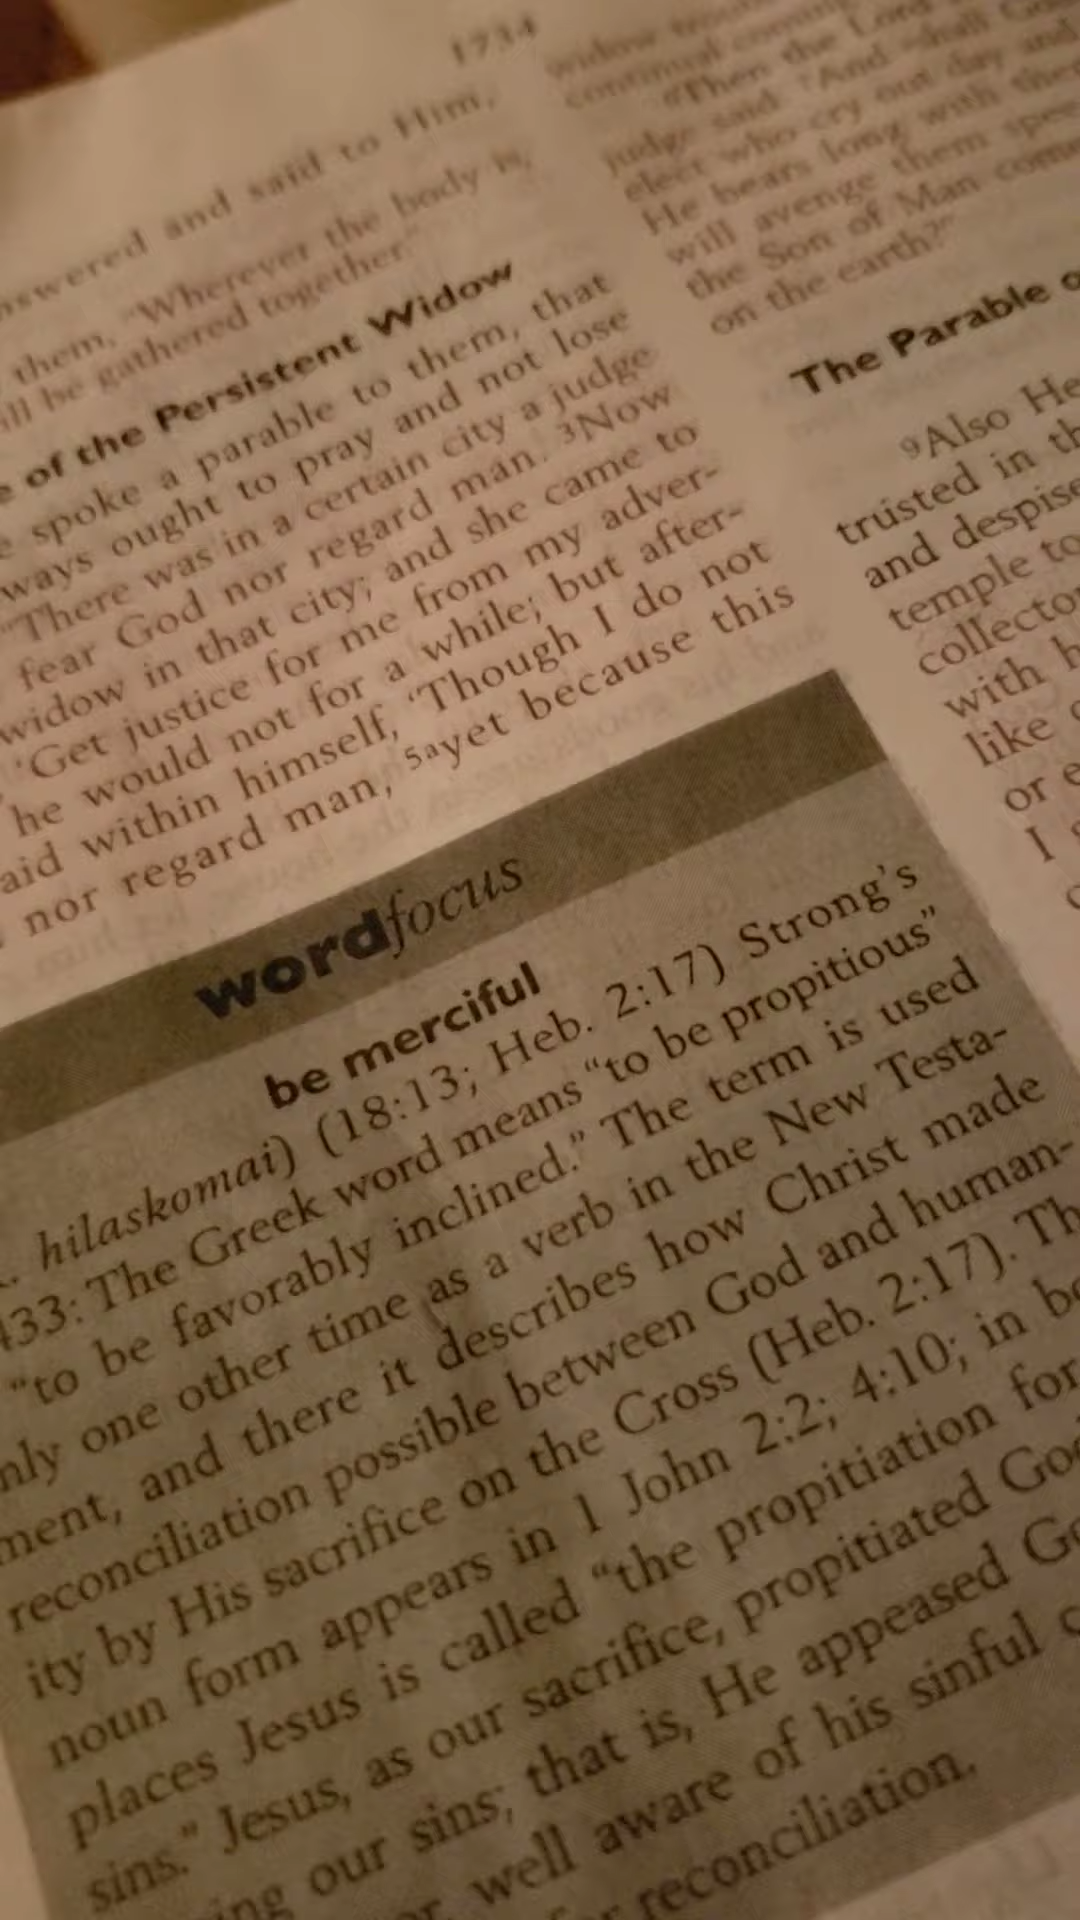 1734
answered and said to Him,
them, "Wherever the body is,
will be gathered together."
of the Persistent Widow
spoke a parable to them, that
ways ought to pray and not lose
"There was in a certain city a judge
fear God nor regard man. 3Now
widow in that city; and she came to
'Get justice for me from my adver-
he would not for a while; but after-
aid within himself, 'Though I do not
nor regard man, 5ayet because this
wordfocus
be merciful
hilaskomai) (18:13; Heb. 2:17) Strong's
433: The Greek word means "to be propitious"
"to be favorably inclined." The term is used
nly one other time as a verb in the New Testa-
ment, and there it describes how Christ made
reconciliation possible between God and human-
ity by His sacrifice on the Cross (Heb. 2:17). Th
noun form appears in 1 John 2:2; 4:10; in bo
places Jesus is called "the propitiation for
sins." Jesus, as our sacrifice, propitiated God
ing our sins; that is, He appeased Go
well aware of his sinful c
reconciliation.
widow
continual
"Then the Lord
judge said. "And shall God
elect who cry out day and
He bears long with them
will avenge them spee
the Son of Man come
on the earth?"
The Parable o
9Also He
trusted in th
and despise
temple to
collector
with h
like
or e
I